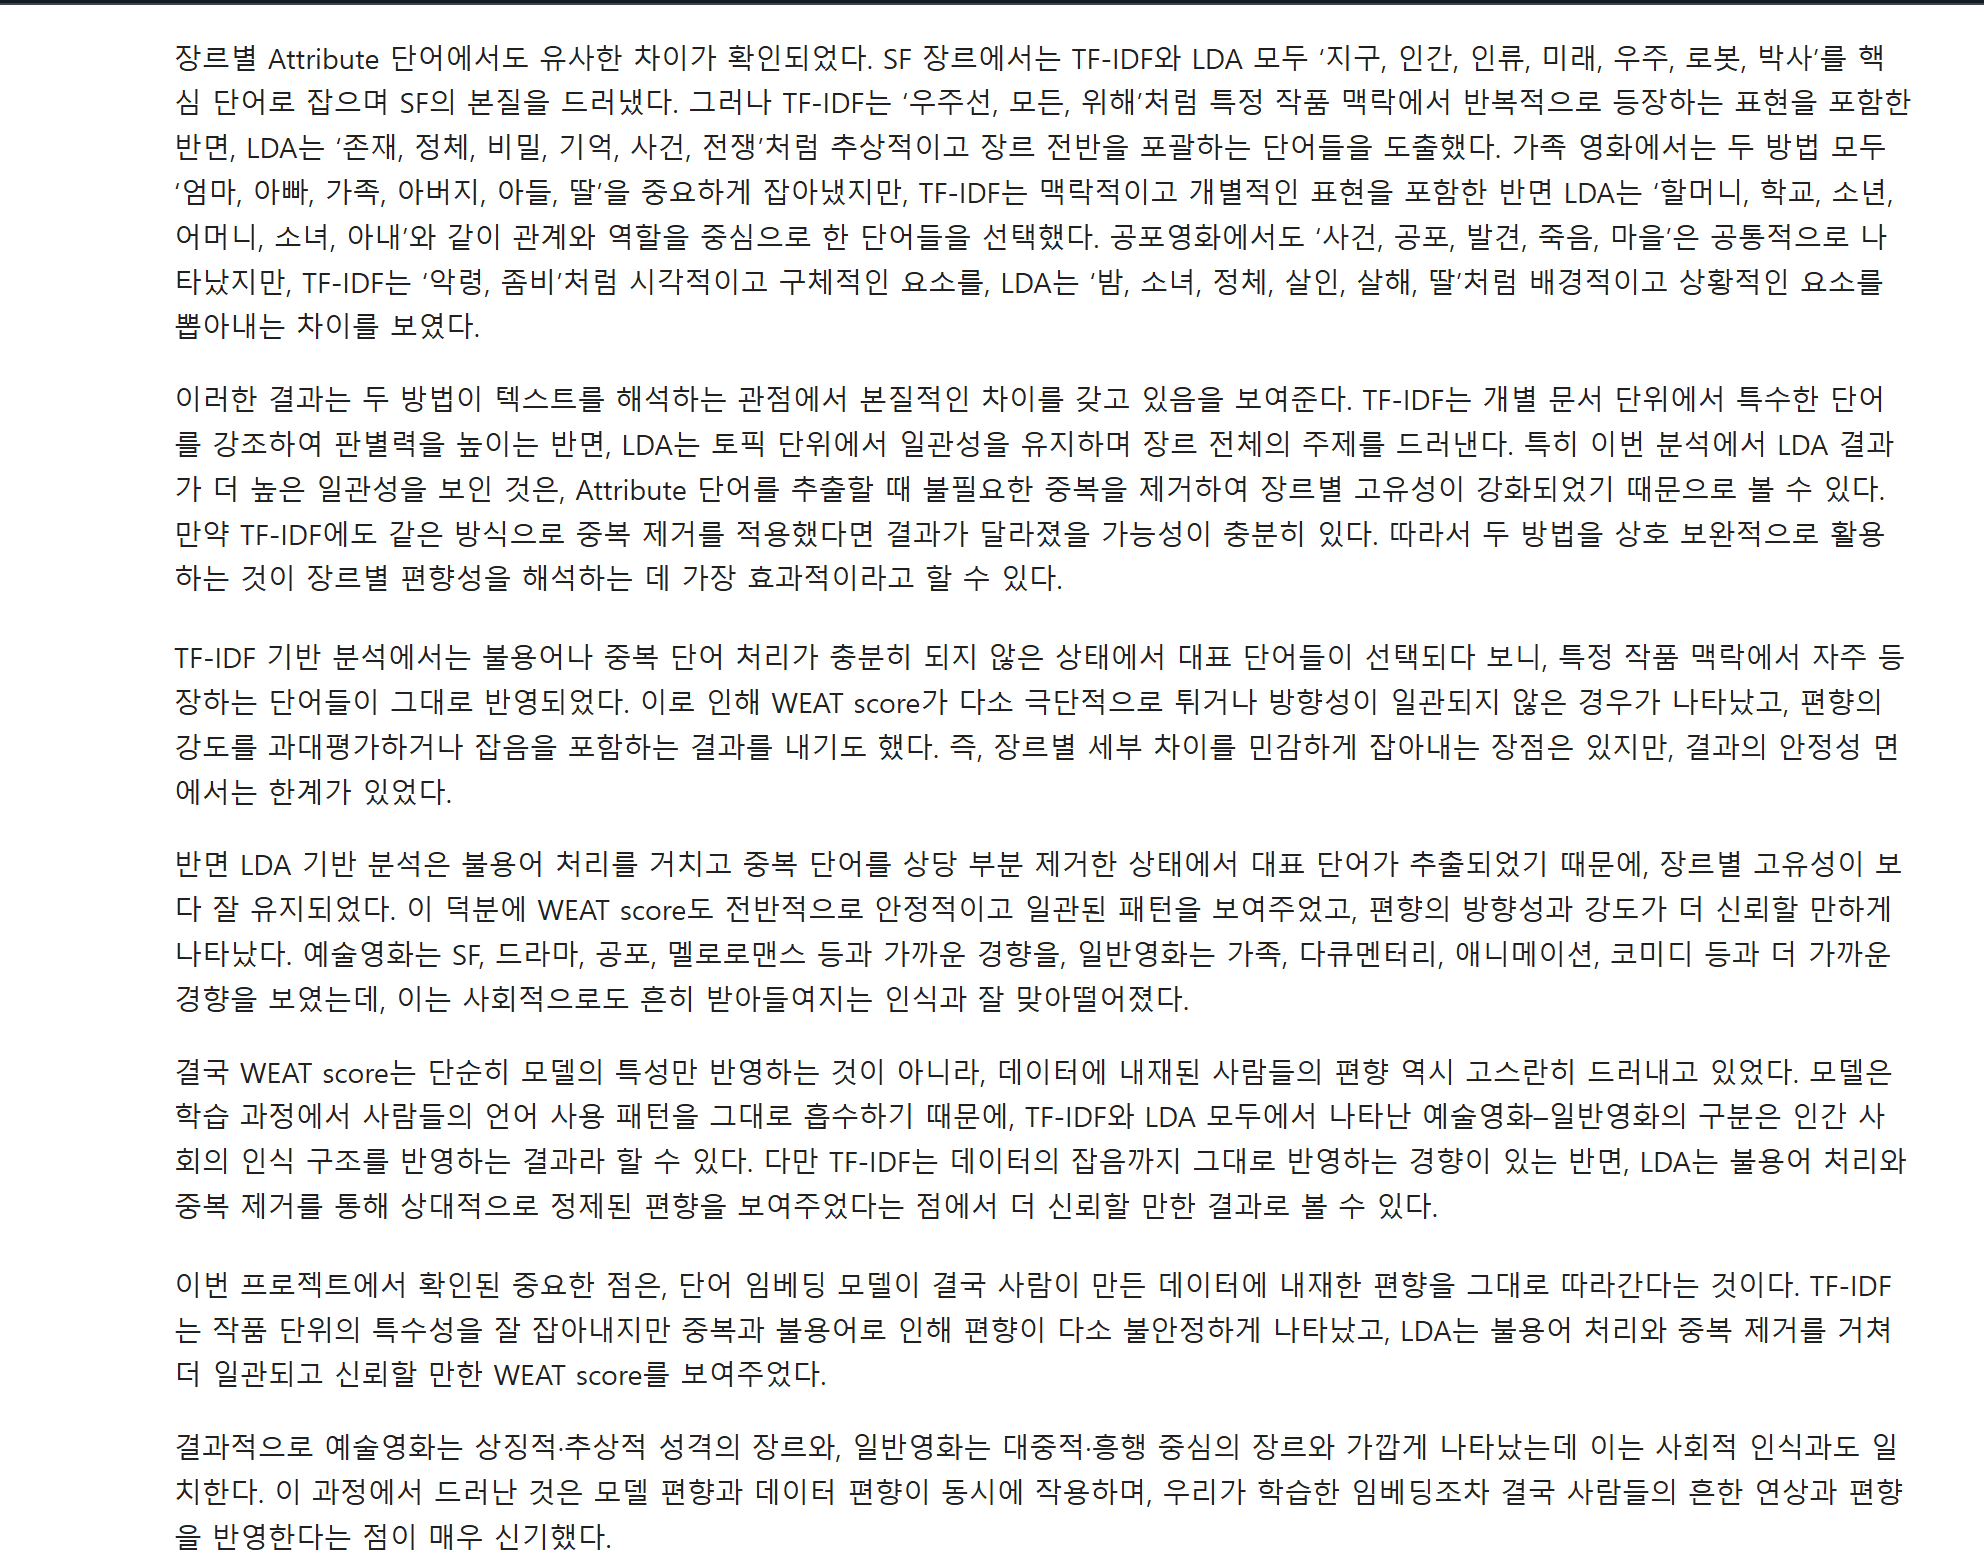 장르별 Attribute 단어에서도 유사한 차이가 확인되었다. SF 장르에서는 TF-IDF와 LDA 모두 ‘지구, 인간, 인류, 미래, 우주, 로봇, 박사’를 핵
심 단어로 잡으며 SF의 본질을 드러냈다. 그러나 TF-IDF는 ‘우주선, 모든, 위해’처럼 특정 작품 맥락에서 반복적으로 등장하는 표현을 포함한
반면, LDA는 ‘존재, 정체, 비밀, 기억, 사건, 전쟁’처럼 추상적이고 장르 전반을 포괄하는 단어들을 도출했다. 가족 영화에서는 두 방법 모두
‘엄마, 아빠, 가족, 아버지, 아들, 딸’을 중요하게 잡아냈지만, TF-IDF는 맥락적이고 개별적인 표현을 포함한 반면 LDA는 ‘할머니, 학교, 소년,
어머니, 소녀, 아내’와 같이 관계와 역할을 중심으로 한 단어들을 선택했다. 공포영화에서도 ‘사건, 공포, 발견, 죽음, 마을’은 공통적으로 나
타났지만, TF-IDF는 ‘악령, 좀비’처럼 시각적이고 구체적인 요소를, LDA는 ‘밤, 소녀, 정체, 살인, 살해, 딸’처럼 배경적이고 상황적인 요소를
뽑아내는 차이를 보였다.
이러한 결과는 두 방법이 텍스트를 해석하는 관점에서 본질적인 차이를 갖고 있음을 보여준다. TF-IDF는 개별 문서 단위에서 특수한 단어
를 강조하여 판별력을 높이는 반면, LDA는 토픽 단위에서 일관성을 유지하며 장르 전체의 주제를 드러낸다. 특히 이번 분석에서 LDA 결과
가 더 높은 일관성을 보인 것은, Attribute 단어를 추출할 때 불필요한 중복을 제거하여 장르별 고유성이 강화되었기 때문으로 볼 수 있다.
만약 TF-IDF에도 같은 방식으로 중복 제거를 적용했다면 결과가 달라졌을 가능성이 충분히 있다. 따라서 두 방법을 상호 보완적으로 활용
하는 것이 장르별 편향성을 해석하는 데 가장 효과적이라고 할 수 있다.
TF-IDF 기반 분석에서는 불용어나 중복 단어 처리가 충분히 되지 않은 상태에서 대표 단어들이 선택되다 보니, 특정 작품 맥락에서 자주 등
장하는 단어들이 그대로 반영되었다. 이로 인해 WEAT score가 다소 극단적으로 튀거나 방향성이 일관되지 않은 경우가 나타났고, 편향의
강도를 과대평가하거나 잡음을 포함하는 결과를 내기도 했다. 즉, 장르별 세부 차이를 민감하게 잡아내는 장점은 있지만, 결과의 안정성 면
에서는 한계가 있었다.
반면 LDA 기반 분석은 불용어 처리를 거치고 중복 단어를 상당 부분 제거한 상태에서 대표 단어가 추출되었기 때문에, 장르별 고유성이 보
다 잘 유지되었다. 이 덕분에 WEAT score도 전반적으로 안정적이고 일관된 패턴을 보여주었고, 편향의 방향성과 강도가 더 신뢰할 만하게
나타났다. 예술영화는 SF, 드라마, 공포, 멜로로맨스 등과 가까운 경향을, 일반영화는 가족, 다큐멘터리, 애니메이션, 코미디 등과 더 가까운
경향을 보였는데, 이는 사회적으로도 흔히 받아들여지는 인식과 잘 맞아떨어졌다.
결국 WEAT score는 단순히 모델의 특성만 반영하는 것이 아니라, 데이터에 내재된 사람들의 편향 역시 고스란히 드러내고 있었다. 모델은
학습 과정에서 사람들의 언어 사용 패턴을 그대로 흡수하기 때문에, TF-IDF와 LDA 모두에서 나타난 예술영화–일반영화의 구분은 인간 사
회의 인식 구조를 반영하는 결과라 할 수 있다. 다만 TF-IDF는 데이터의 잡음까지 그대로 반영하는 경향이 있는 반면, LDA는 불용어 처리와
중복 제거를 통해 상대적으로 정제된 편향을 보여주었다는 점에서 더 신뢰할 만한 결과로 볼 수 있다.
이번 프로젝트에서 확인된 중요한 점은, 단어 임베딩 모델이 결국 사람이 만든 데이터에 내재한 편향을 그대로 따라간다는 것이다. TF-IDF
는 작품 단위의 특수성을 잘 잡아내지만 중복과 불용어로 인해 편향이 다소 불안정하게 나타났고, LDA는 불용어 처리와 중복 제거를 거쳐
더 일관되고 신뢰할 만한 WEAT score를 보여주었다.
결과적으로 예술영화는 상징적·추상적 성격의 장르와, 일반영화는 대중적·흥행 중심의 장르와 가깝게 나타났는데 이는 사회적 인식과도 일
치한다. 이 과정에서 드러난 것은 모델 편향과 데이터 편향이 동시에 작용하며, 우리가 학습한 임베딩조차 결국 사람들의 흔한 연상과 편향
을 반영한다는 점이 매우 신기했다.